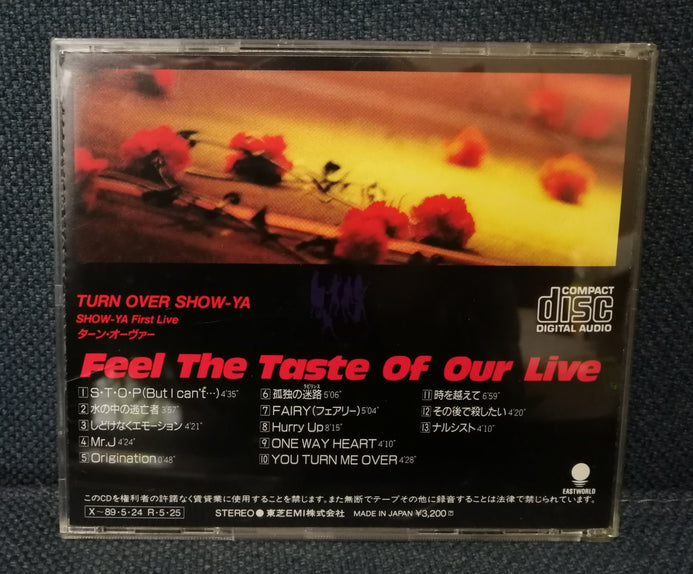 TURN OVER SHOW-YA
SHOW-YA First Live
ターン・オーヴァー
COMPACT
disc
DIGITAL AUDIO
Feel The Taste Of Our Live
1 S・T・O・P(But I can't…) 4'35"
2 水の中の逃亡者 3'57"
3 しどけなくエモーション 4'21"
4 Mr.J 4'24"
5 Origination 0'48"
ラビリンス
6 孤独の迷路 5'06"
7 FAIRY(フェアリー) 5'04"
8 Hurry Up 8'15"
9 ONE WAY HEART 4'10"
10 YOU TURN ME OVER 4'28"
11 時を越えて 6'59"
12 その後で殺したい 4'20"
13 ナルシスト 4'10"
EASTWORLD
このCDを権利者の許諾なく賃貸業に使用することを禁じます。また無断でテープその他に録音することは法律で禁じられています。
X～89・5・24 R・5・25
STEREO ● 東芝EMI株式会社 MADE IN JAPAN ¥3,200